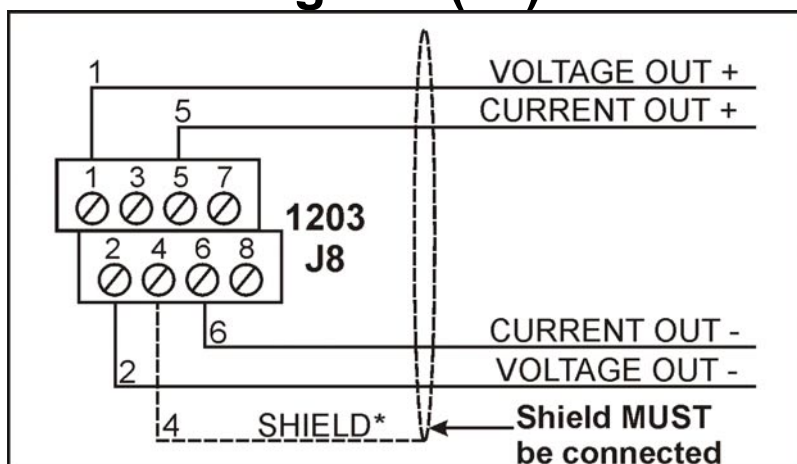 1 VOLTAGE OUT +
5 CURRENT OUT +
1 3 5 7
1203
J8
2 4 6 8
6 CURRENT OUT -
2 VOLTAGE OUT -
4 SHIELD*
Shield MUST
be connected